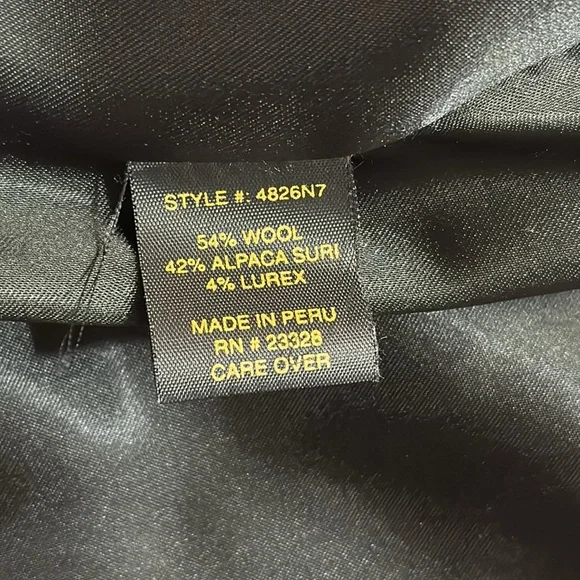 STYLE #: 4826N7
54% WOOL
42% ALPACA SURI
4% LUREX
MADE IN PERU
RN # 23328
CARE OVER